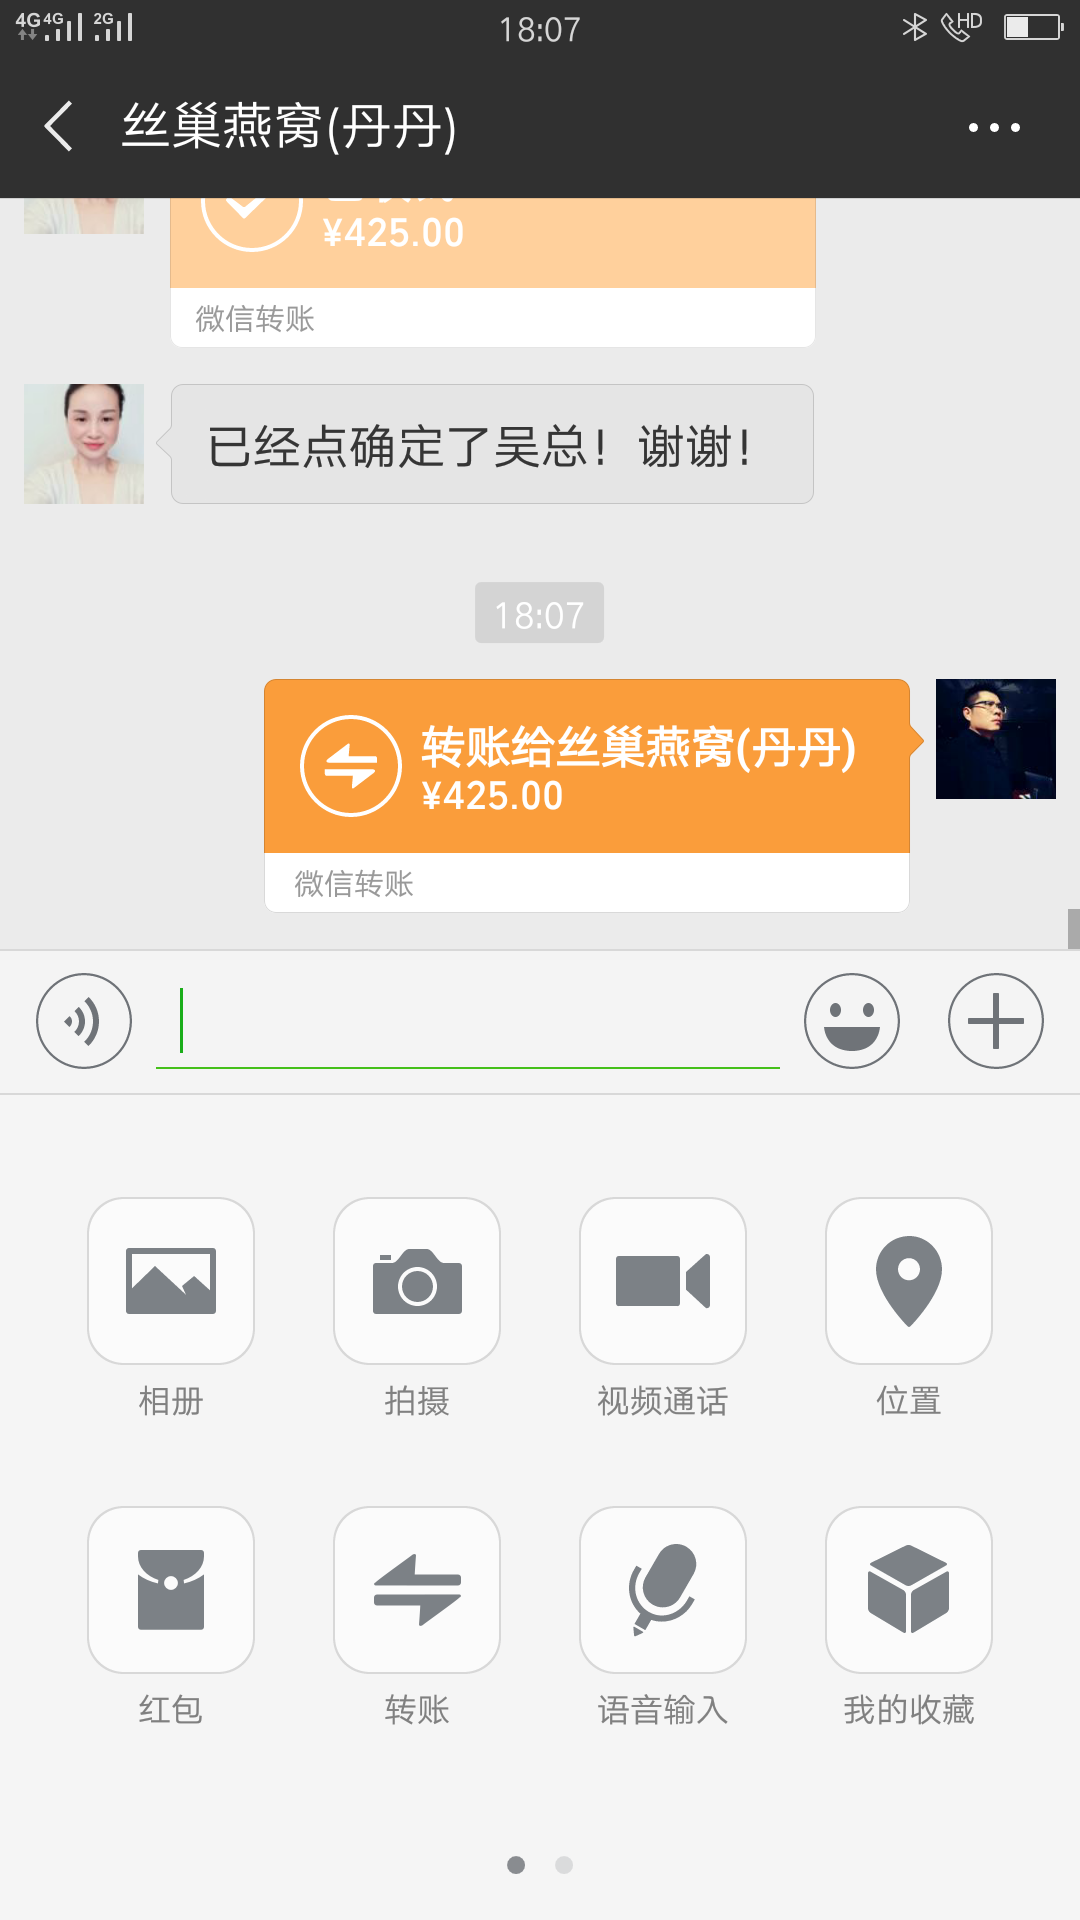 4G 4G 2G 18:07 HD
丝巢燕窝(丹丹)
¥425.00
微信转账
已经点确定了吴总！谢谢！
18:07
转账给丝巢燕窝(丹丹)
¥425.00
微信转账
相册 拍摄 视频通话 位置
红包 转账 语音输入 我的收藏